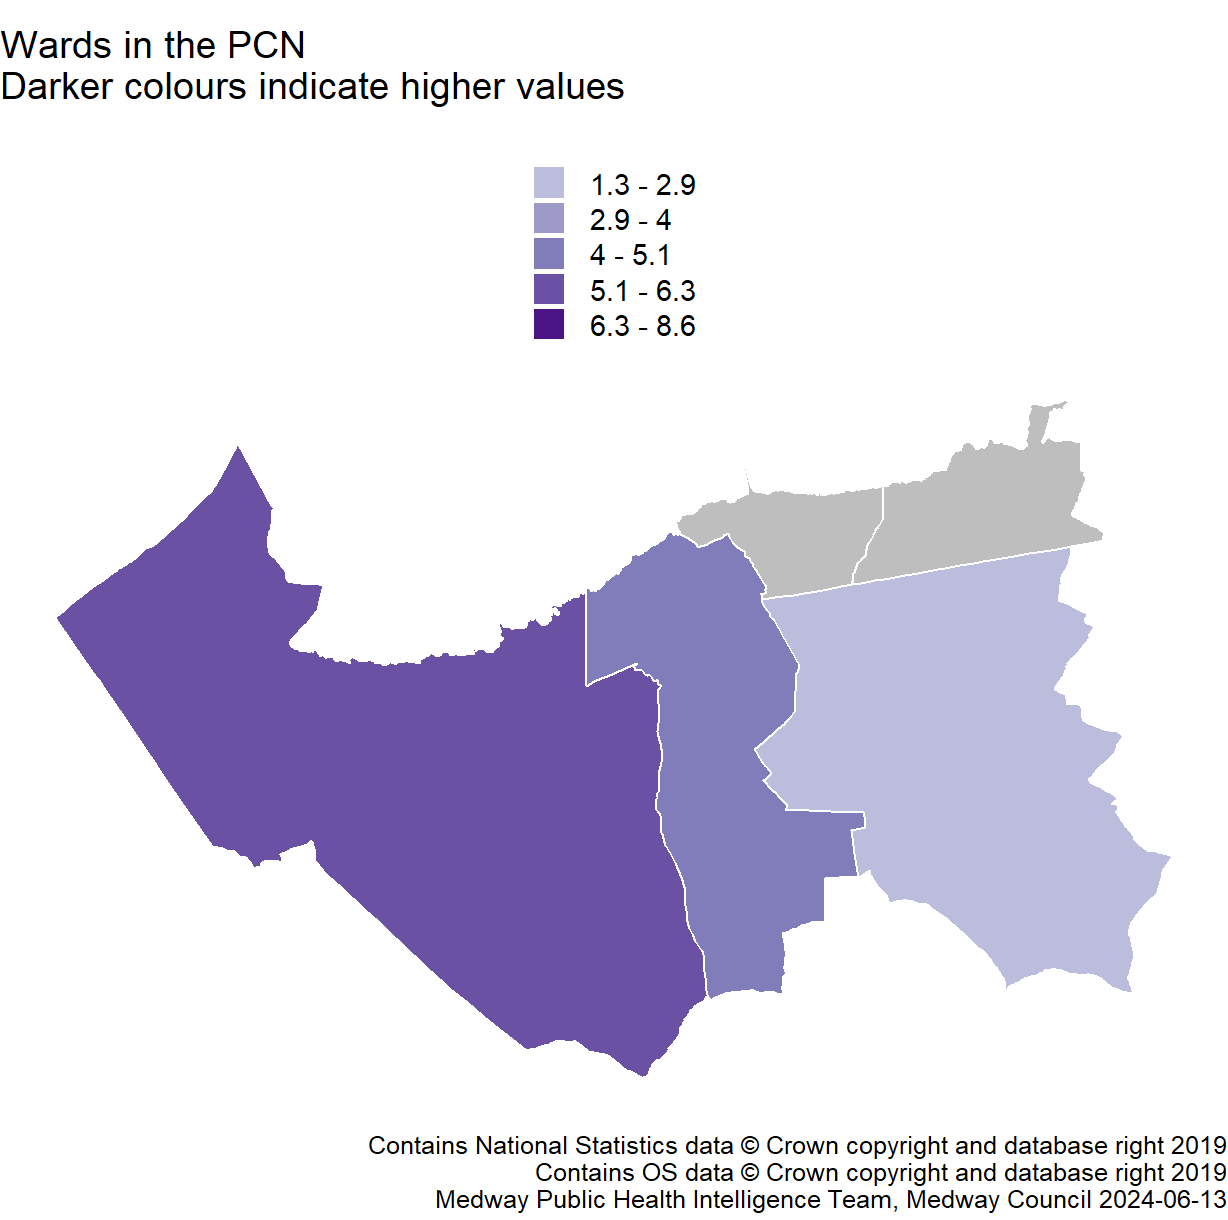 Wards in the PCN
Darker colours indicate higher values
1.3 - 2.9
2.9 - 4
4 - 5.1
5.1 - 6.3
6.3 - 8.6
Contains National Statistics data © Crown copyright and database right 2019
Contains OS data © Crown copyright and database right 2019
Medway Public Health Intelligence Team, Medway Council 2024-06-13